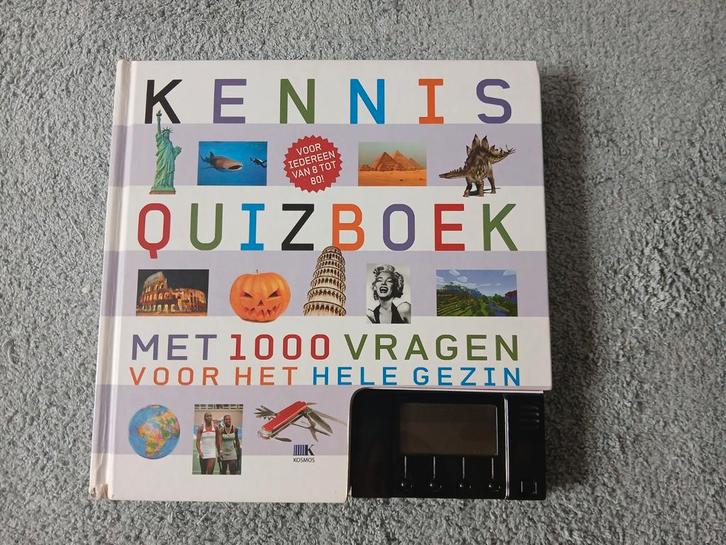 KENNIS
VOOR
IEDEREEN
VAN 8 TOT
80!
QUIZBOEK
MET 1000 VRAGEN
VOOR HET HELE GEZIN
K
KOSMOS